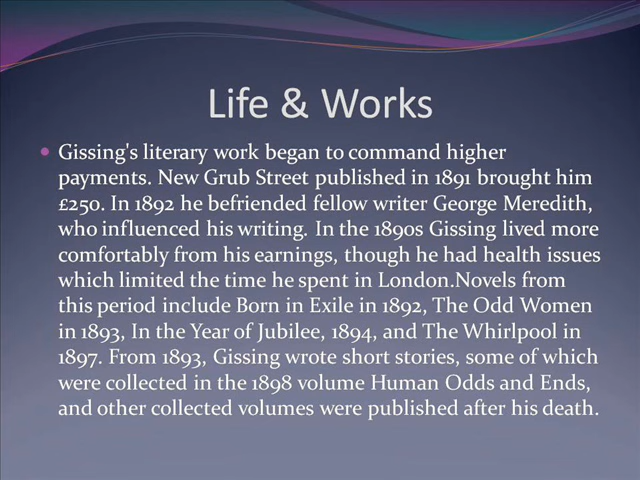 Life & Works
• Gissing's literary work began to command higher
payments. New Grub Street published in 1891 brought him
£250. In 1892 he befriended fellow writer George Meredith,
who influenced his writing. In the 1890s Gissing lived more
comfortably from his earnings, though he had health issues
which limited the time he spent in London.Novels from
this period include Born in Exile in 1892, The Odd Women
in 1893, In the Year of Jubilee, 1894, and The Whirlpool in
1897. From 1893, Gissing wrote short stories, some of which
were collected in the 1898 volume Human Odds and Ends,
and other collected volumes were published after his death.